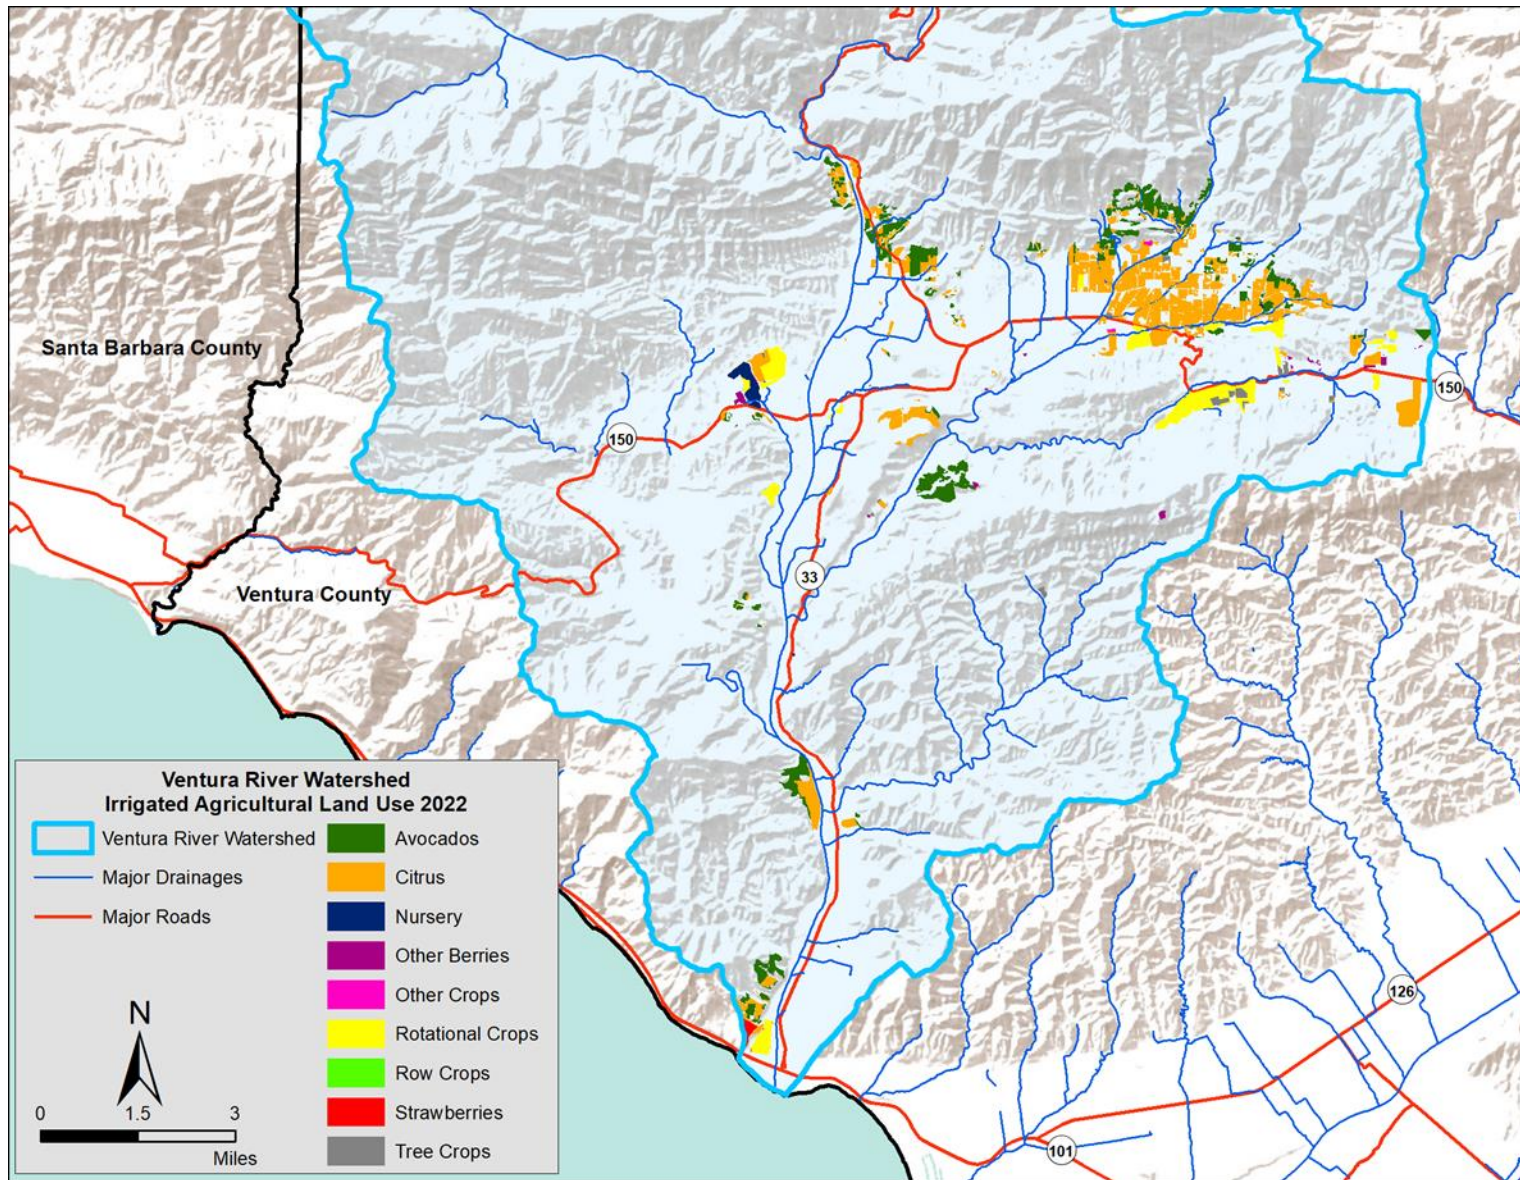 Santa Barbara County
150
150
33
Ventura County
126
101
Ventura River Watershed
Irrigated Agricultural Land Use 2022
Ventura River Watershed
Major Drainages
Major Roads
Avocados
Citrus
Nursery
Other Berries
Other Crops
Rotational Crops
Row Crops
Strawberries
Tree Crops
N
0 1.5 3
Miles